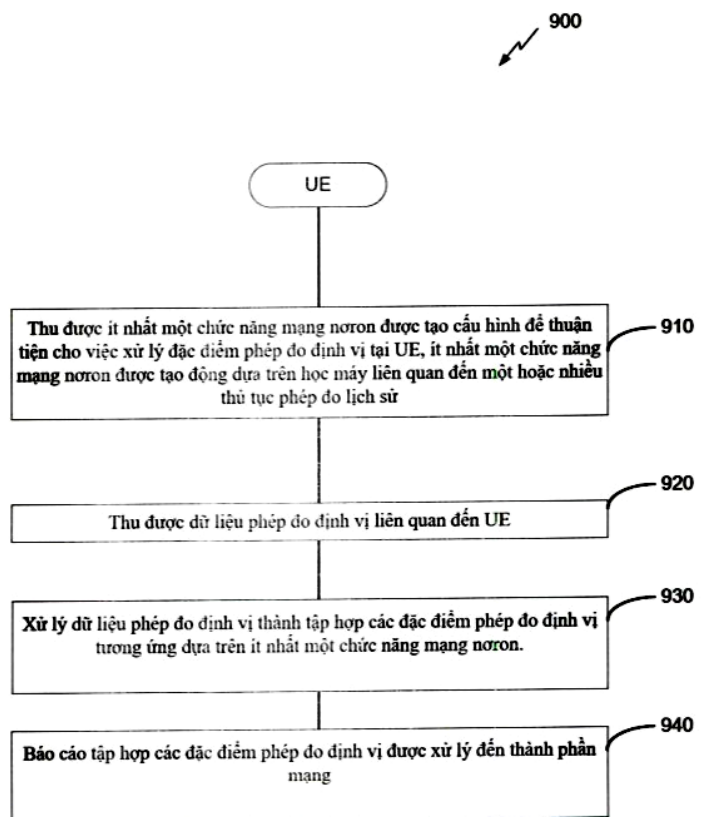 900
UE
Thu được ít nhất một chức năng mạng nơron được tạo cấu hình để thuận
tiện cho việc xử lý đặc điểm phép đo định vị tại UE, ít nhất một chức năng
mạng nơron được tạo động dựa trên học máy liên quan đến một hoặc nhiều
thủ tục phép đo lịch sử
910
920
Thu được dữ liệu phép đo định vị liên quan đến UE
930
Xử lý dữ liệu phép đo định vị thành tập hợp các đặc điểm phép đo định vị
tương ứng dựa trên ít nhất một chức năng mạng nơron.
940
Báo cáo tập hợp các đặc điểm phép đo định vị được xử lý đến thành phần
mạng